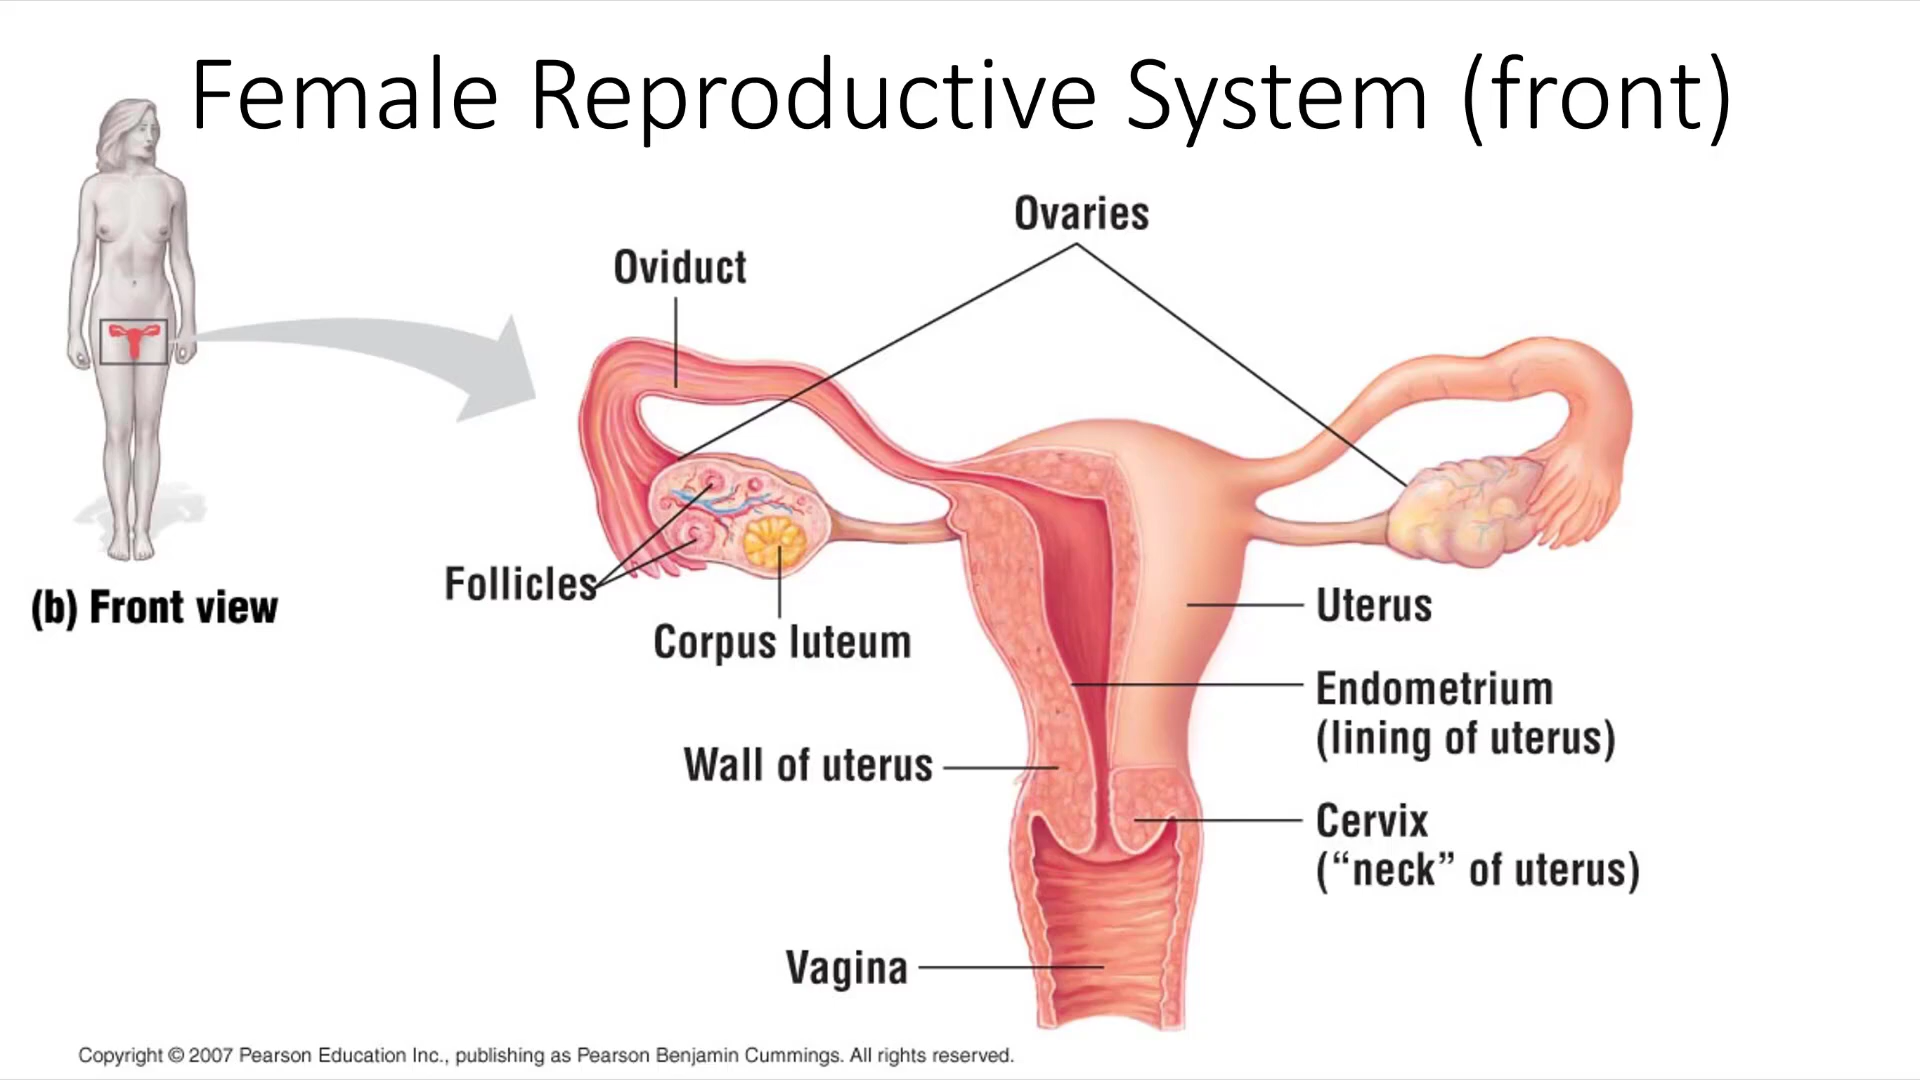 Female Reproductive System (front)
Ovaries
Oviduct
Follicles
(b) Front view
Corpus luteum
Uterus
Endometrium
(lining of uterus)
Wall of uterus
Cervix
(“neck” of uterus)
Vagina
Copyright © 2007 Pearson Education Inc., publishing as Pearson Benjamin Cummings. All rights reserved.